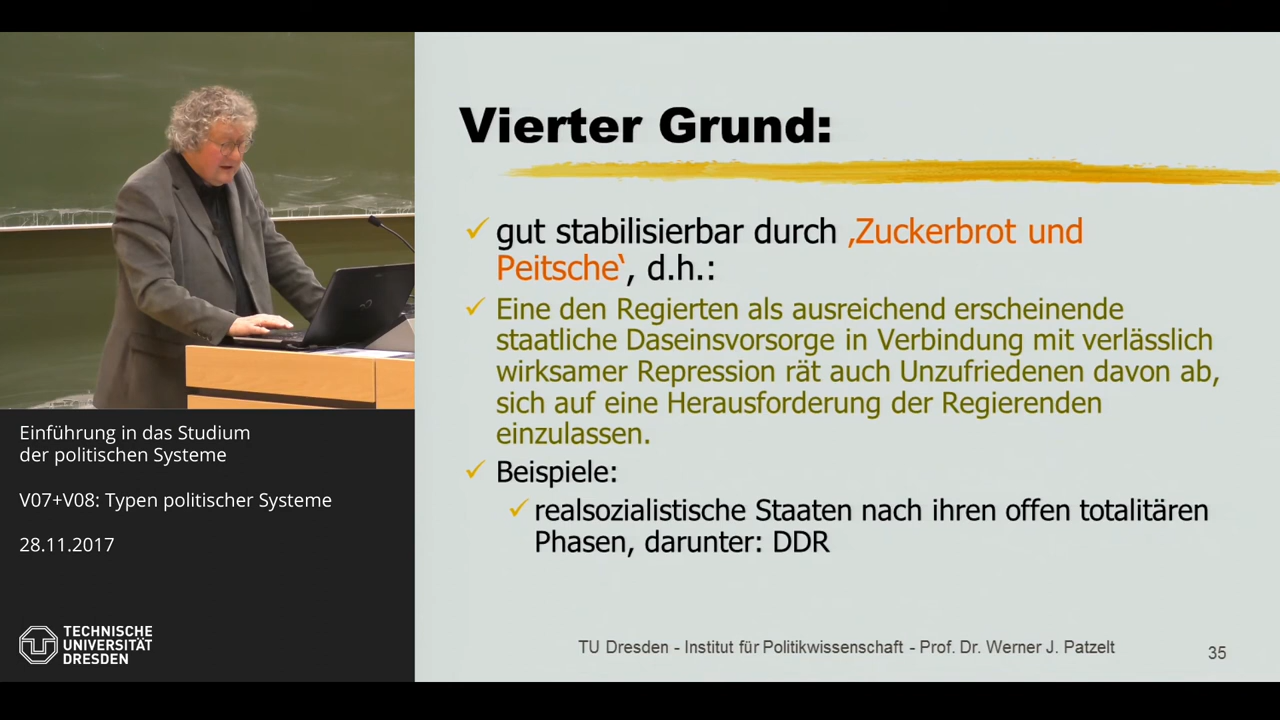 Vierter Grund:
gut stabilisierbar durch ‚Zuckerbrot und
Peitsche‘, d.h.:
Eine den Regierten als ausreichend erscheinende
staatliche Daseinsvorsorge in Verbindung mit verlässlich
wirksamer Repression rät auch Unzufriedenen davon ab,
sich auf eine Herausforderung der Regierenden
einzulassen.
Beispiele:
realsozialistische Staaten nach ihren offen totalitären
Phasen, darunter: DDR
TU Dresden - Institut für Politikwissenschaft - Prof. Dr. Werner J. Patzelt
35
Einführung in das Studium
der politischen Systeme
V07+V08: Typen politischer Systeme
28.11.2017
TECHNISCHE
UNIVERSITÄT
DRESDEN